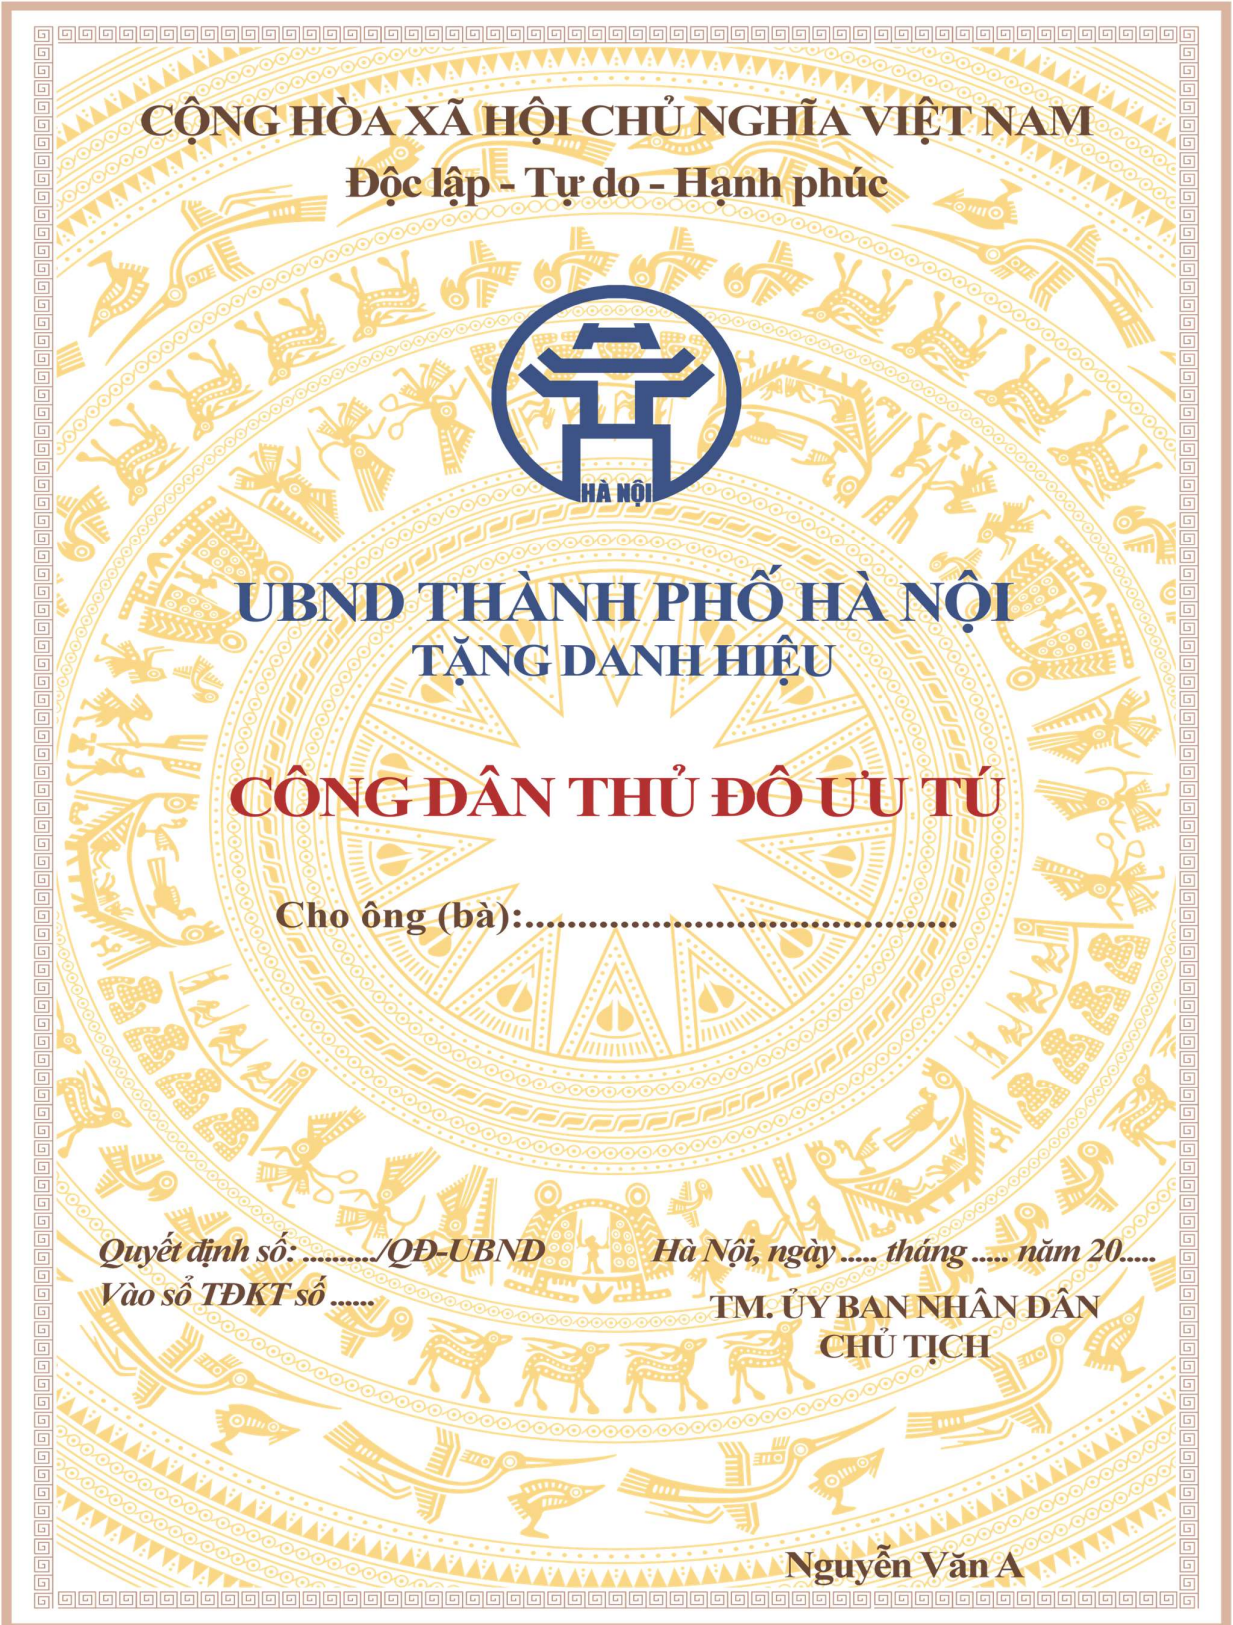 CỘNG HÒA XÃ HỘI CHỦ NGHĨA VIỆT NAM
Độc lập - Tự do - Hạnh phúc
HÀ NỘI
UBND THÀNH PHỐ HÀ NỘI
TẶNG DANH HIỆU
CÔNG DÂN THỦ ĐÔ ƯU TÚ
Cho ông (bà):.........................................
Quyết định số: ........../QĐ-UBND
Vào sổ TĐKT số ......
Hà Nội, ngày ..... tháng ..... năm 20.....
TM. ỦY BAN NHÂN DÂN
CHỦ TỊCH
Nguyễn Văn A